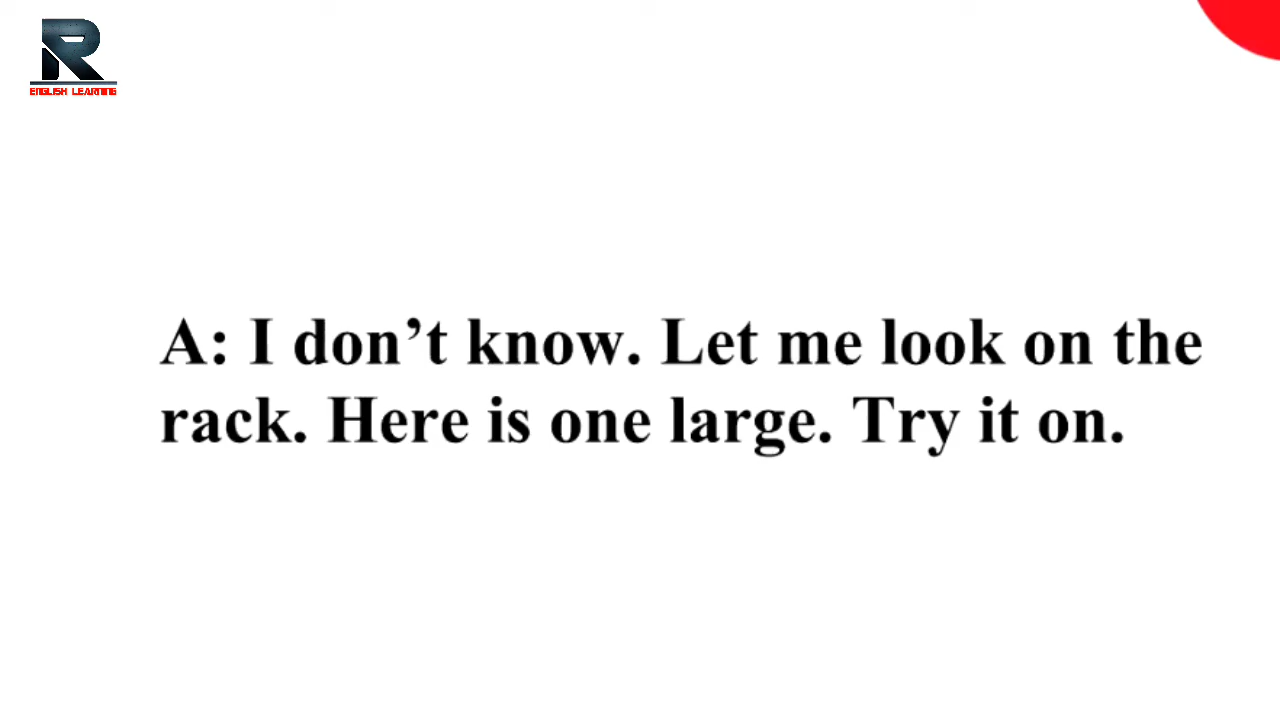 R
ENGLISH LEARNING
A: I don’t know. Let me look on the
rack. Here is one large. Try it on.